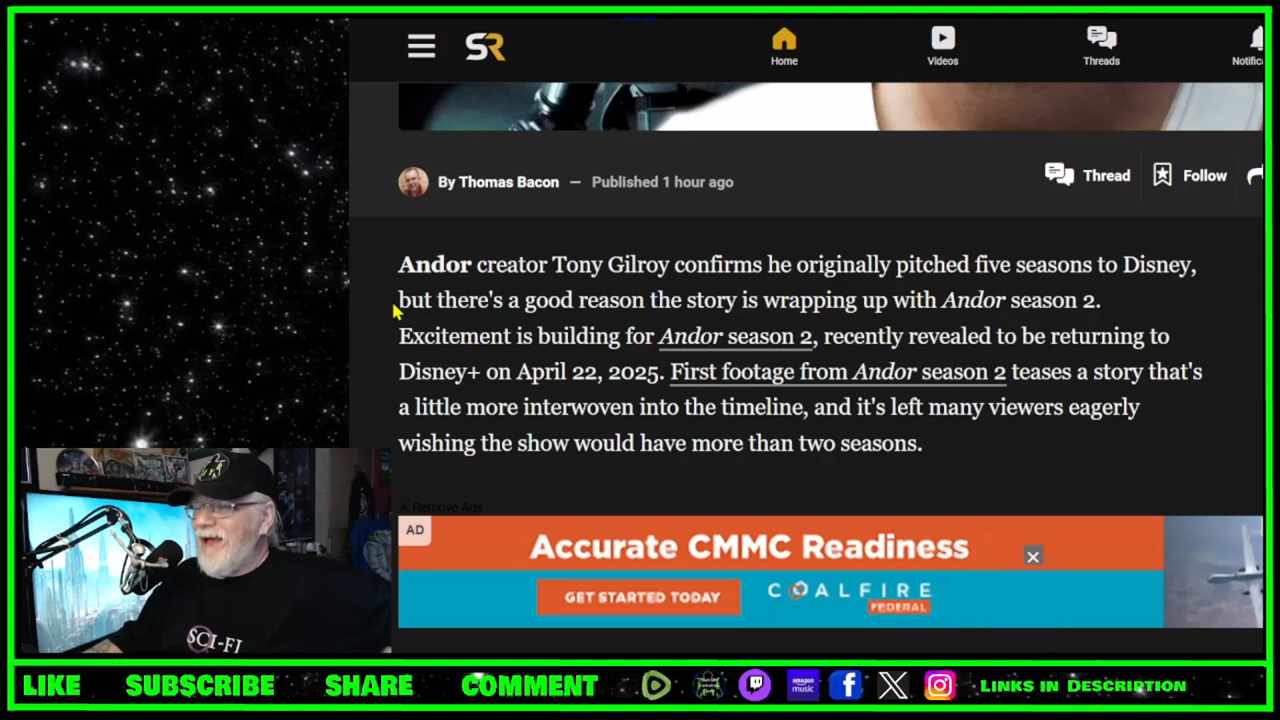 SR
Home
Videos
Threads
Notific
By Thomas Bacon — Published 1 hour ago
Thread
Follow
Andor creator Tony Gilroy confirms he originally pitched five seasons to Disney,
but there's a good reason the story is wrapping up with Andor season 2.
Excitement is building for Andor season 2, recently revealed to be returning to
Disney+ on April 22, 2025. First footage from Andor season 2 teases a story that's
a little more interwoven into the timeline, and it's left many viewers eagerly
wishing the show would have more than two seasons.
X Remove Ads
AD
Accurate CMMC Readiness
GET STARTED TODAY
COALFIRE
FEDERAL
SCI-FI
LIKE SUBSCRIBE SHARE COMMENT
amazon music
LINKS IN DESCRIPTION